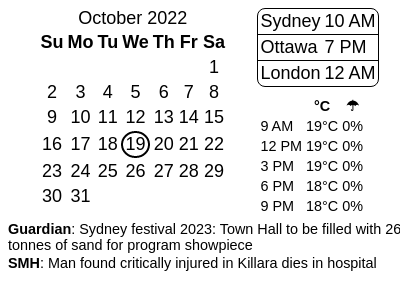 October 2022
Su Mo Tu We Th Fr Sa
1
2 3 4 5 6 7 8
9 10 11 12 13 14 15
16 17 18 19 20 21 22
23 24 25 26 27 28 29
30 31
Sydney 10 AM
Ottawa 7 PM
London 12 AM
°C ☂
9 AM 19°C 0%
12 PM 19°C 0%
3 PM 19°C 0%
6 PM 18°C 0%
9 PM 18°C 0%
Guardian: Sydney festival 2023: Town Hall to be filled with 26
tonnes of sand for program showpiece
SMH: Man found critically injured in Killara dies in hospital